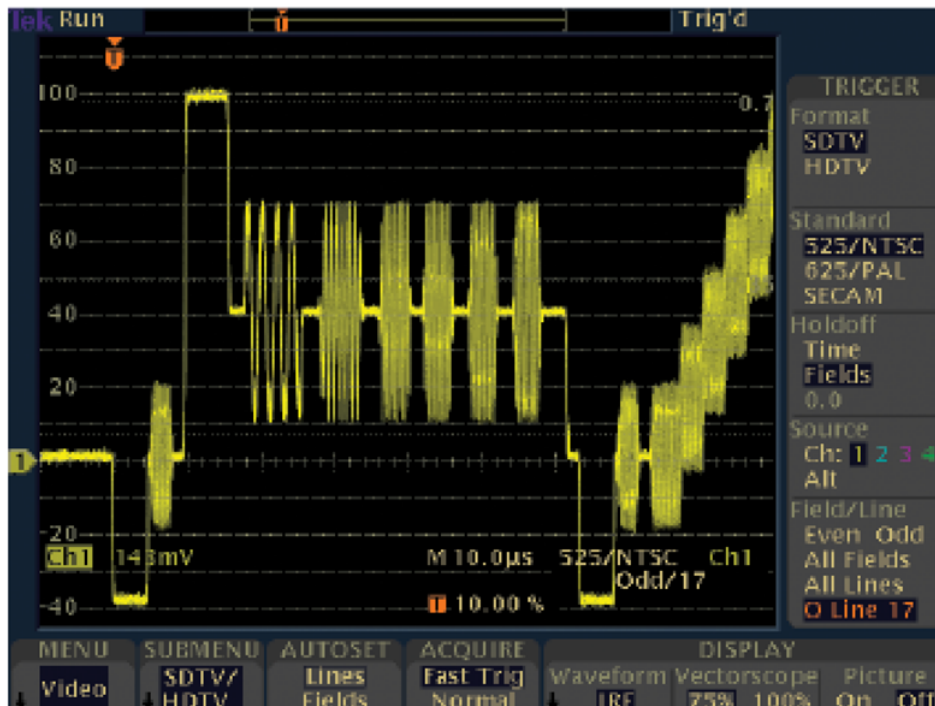 Tek Run Trig'd
T
T
100
0.7
80
60
40
20
1
-20
-40
Ch1 143mV M 10.0µs 525/NTSC Ch1
Odd/17
T 10.00 %
TRIGGER
Format
SDTV
HDTV
Standard
525/NTSC
625/PAL
SECAM
Holdoff
Time
Fields
0.0
Source
Ch: 1 2 3 4
Alt
Field/Line
Even Odd
All Fields
All Lines
O Line 17
MENU SUBMENU AUTOSET ACQUIRE DISPLAY
Video SDTV/ Lines Fast Trig Waveform Vectorscope Picture
HDTV Fields Normal IRE 75% 100% On Off